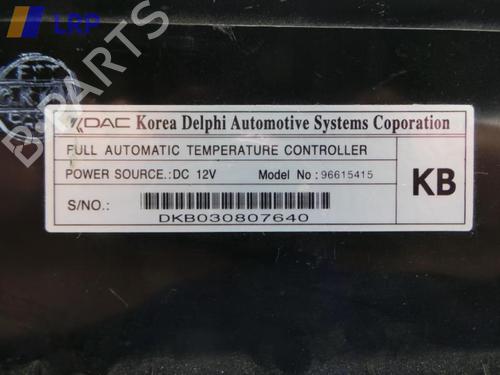 LRP
B-PARTS
KDAC Korea Delphi Automotive Systems Coporation
FULL AUTOMATIC TEMPERATURE CONTROLLER
POWER SOURCE.:DC 12V Model No :96615415
KB
S/NO.:
DKB030807640